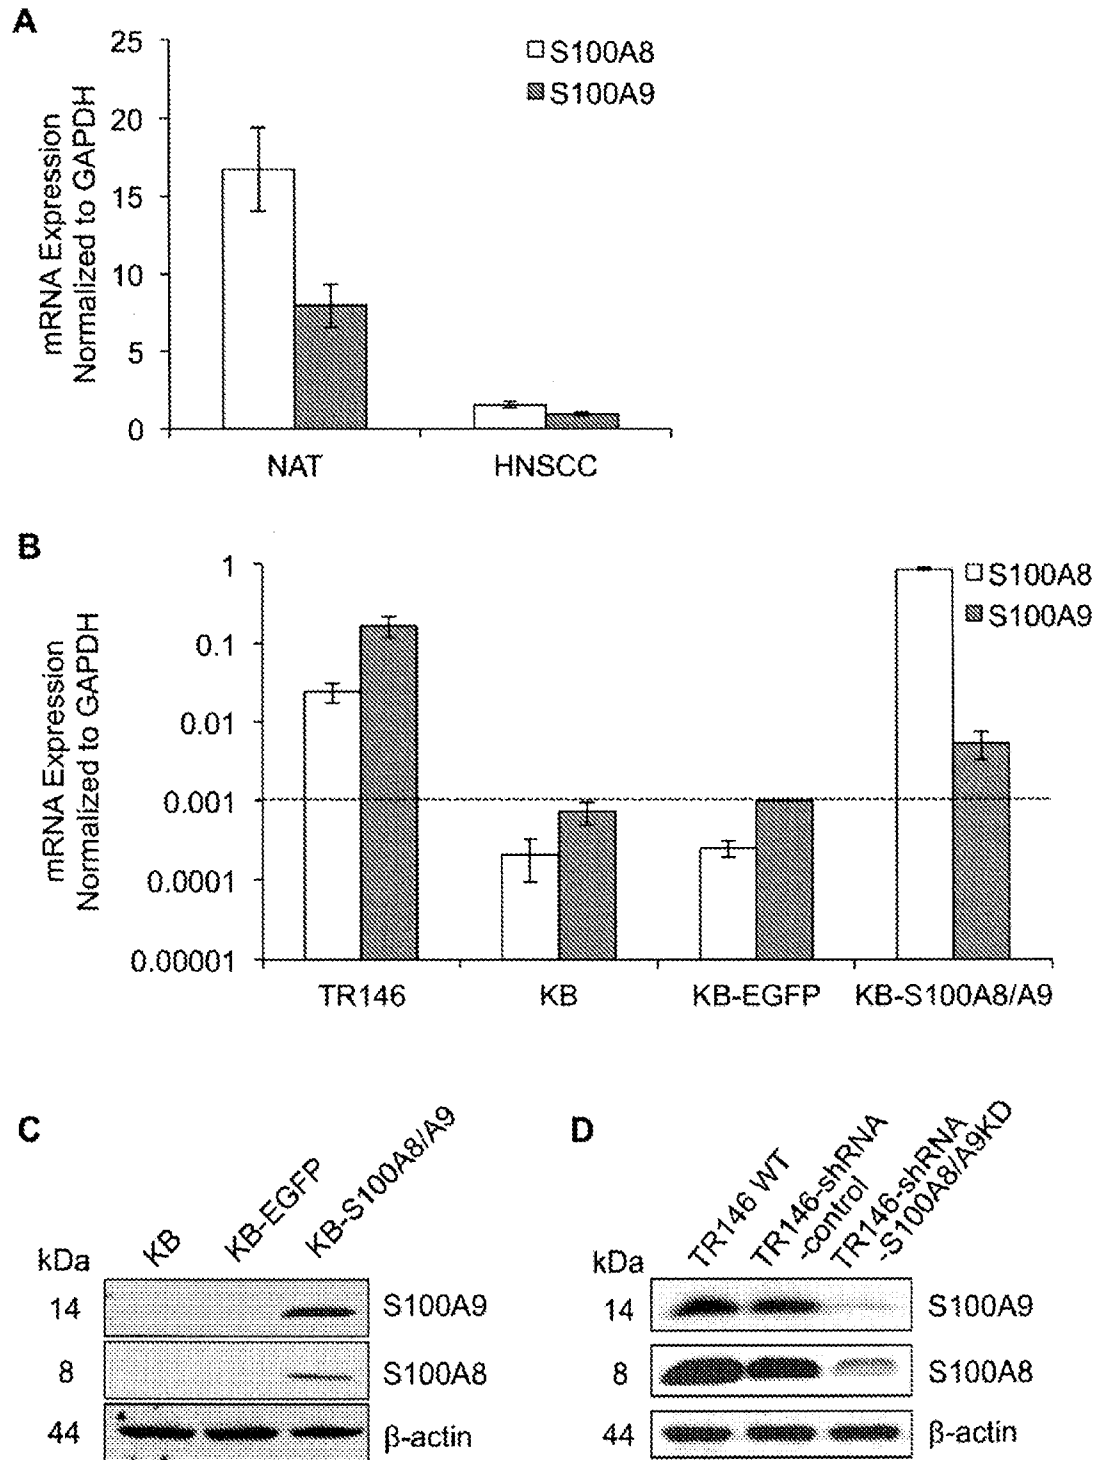 A
25
20
15
10
5
0
mRNA Expression
Normalized to GAPDH
S100A8
S100A9
NAT
HNSCC
B
1
0.1
0.01
0.001
0.0001
0.00001
mRNA Expression
Normalized to GAPDH
S100A8
S100A9
TR146
KB
KB-EGFP
KB-S100A8/A9
C
kDa
KB
KB-EGFP
KB-S100A8/A9
14
S100A9
8
S100A8
44
β-actin
D
kDa
TR146 WT
TR146-shRNA
-control
TR146-shRNA
-S100A8/A9KD
14
S100A9
8
S100A8
44
β-actin